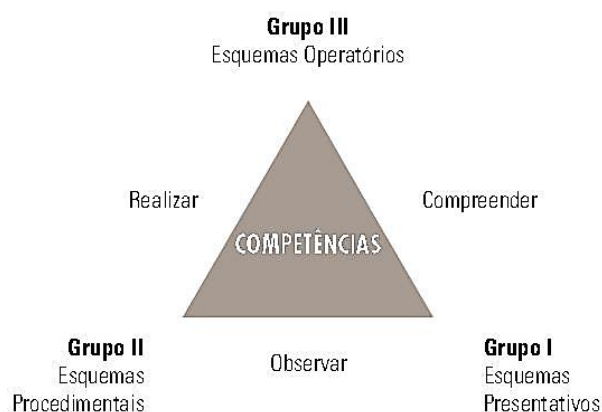 Grupo III
Esquemas Operatórios
Realizar
Compreender
COMPETÊNCIAS
Grupo II
Esquemas
Procedimentais
Observar
Grupo I
Esquemas
Presentativos